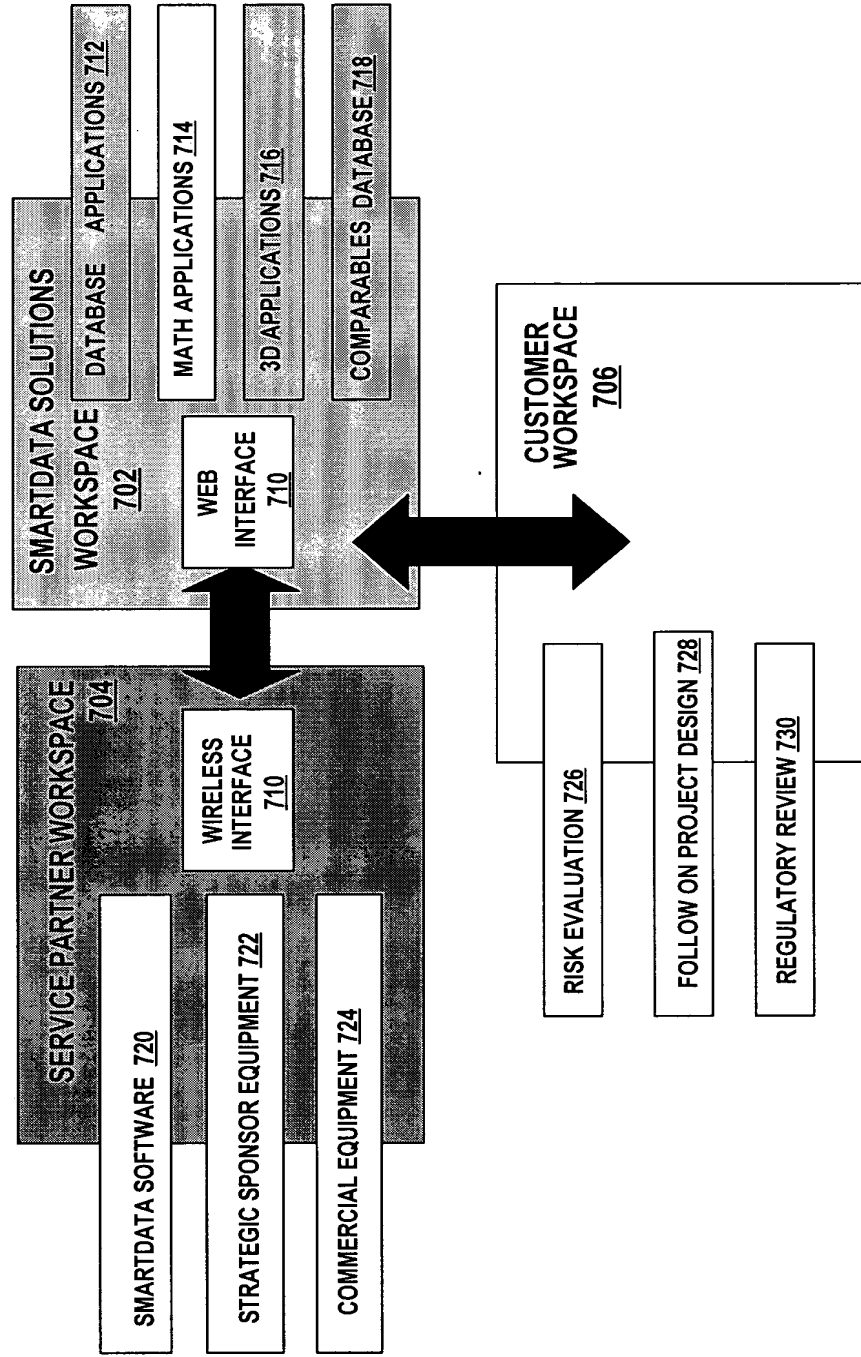 SERVICE PARTNER WORKSPACE
704
SMARTDATA SOFTWARE 720
STRATEGIC SPONSOR EQUIPMENT 722
COMMERCIAL EQUIPMENT 724
WIRELESS
INTERFACE
710
SMARTDATA SOLUTIONS
WORKSPACE
702
WEB
INTERFACE
710
DATABASE APPLICATIONS 712
MATH APPLICATIONS 714
3D APPLICATIONS 716
COMPARABLES DATABASE 718
CUSTOMER
WORKSPACE
706
RISK EVALUATION 726
FOLLOW ON PROJECT DESIGN 728
REGULATORY REVIEW 730